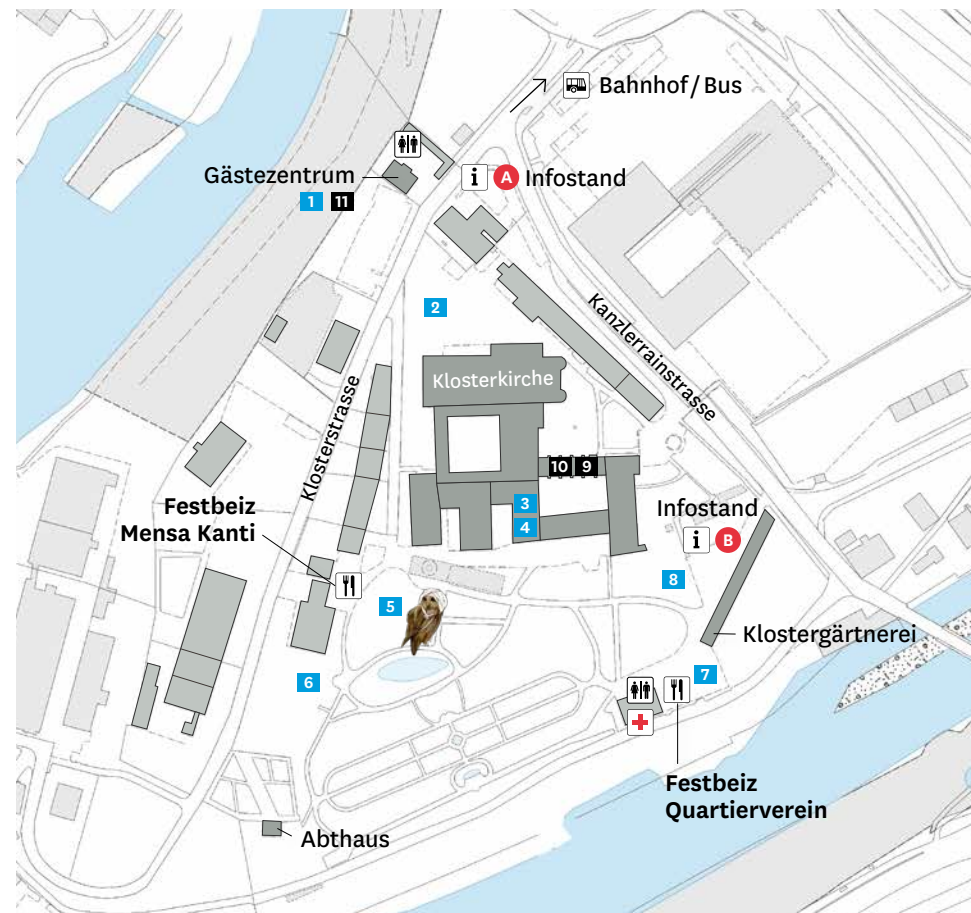 Bahnhof / Bus
Gästezentrum
1 11
i A Infostand
2
Kanzlerrainstrasse
Klosterkirche
Klosterstrasse
10 9
Festbeiz
Mensa Kanti
3
4
Infostand
i B
5
8
Klostergärtnerei
6
7
Festbeiz
Quartierverein
Abthaus